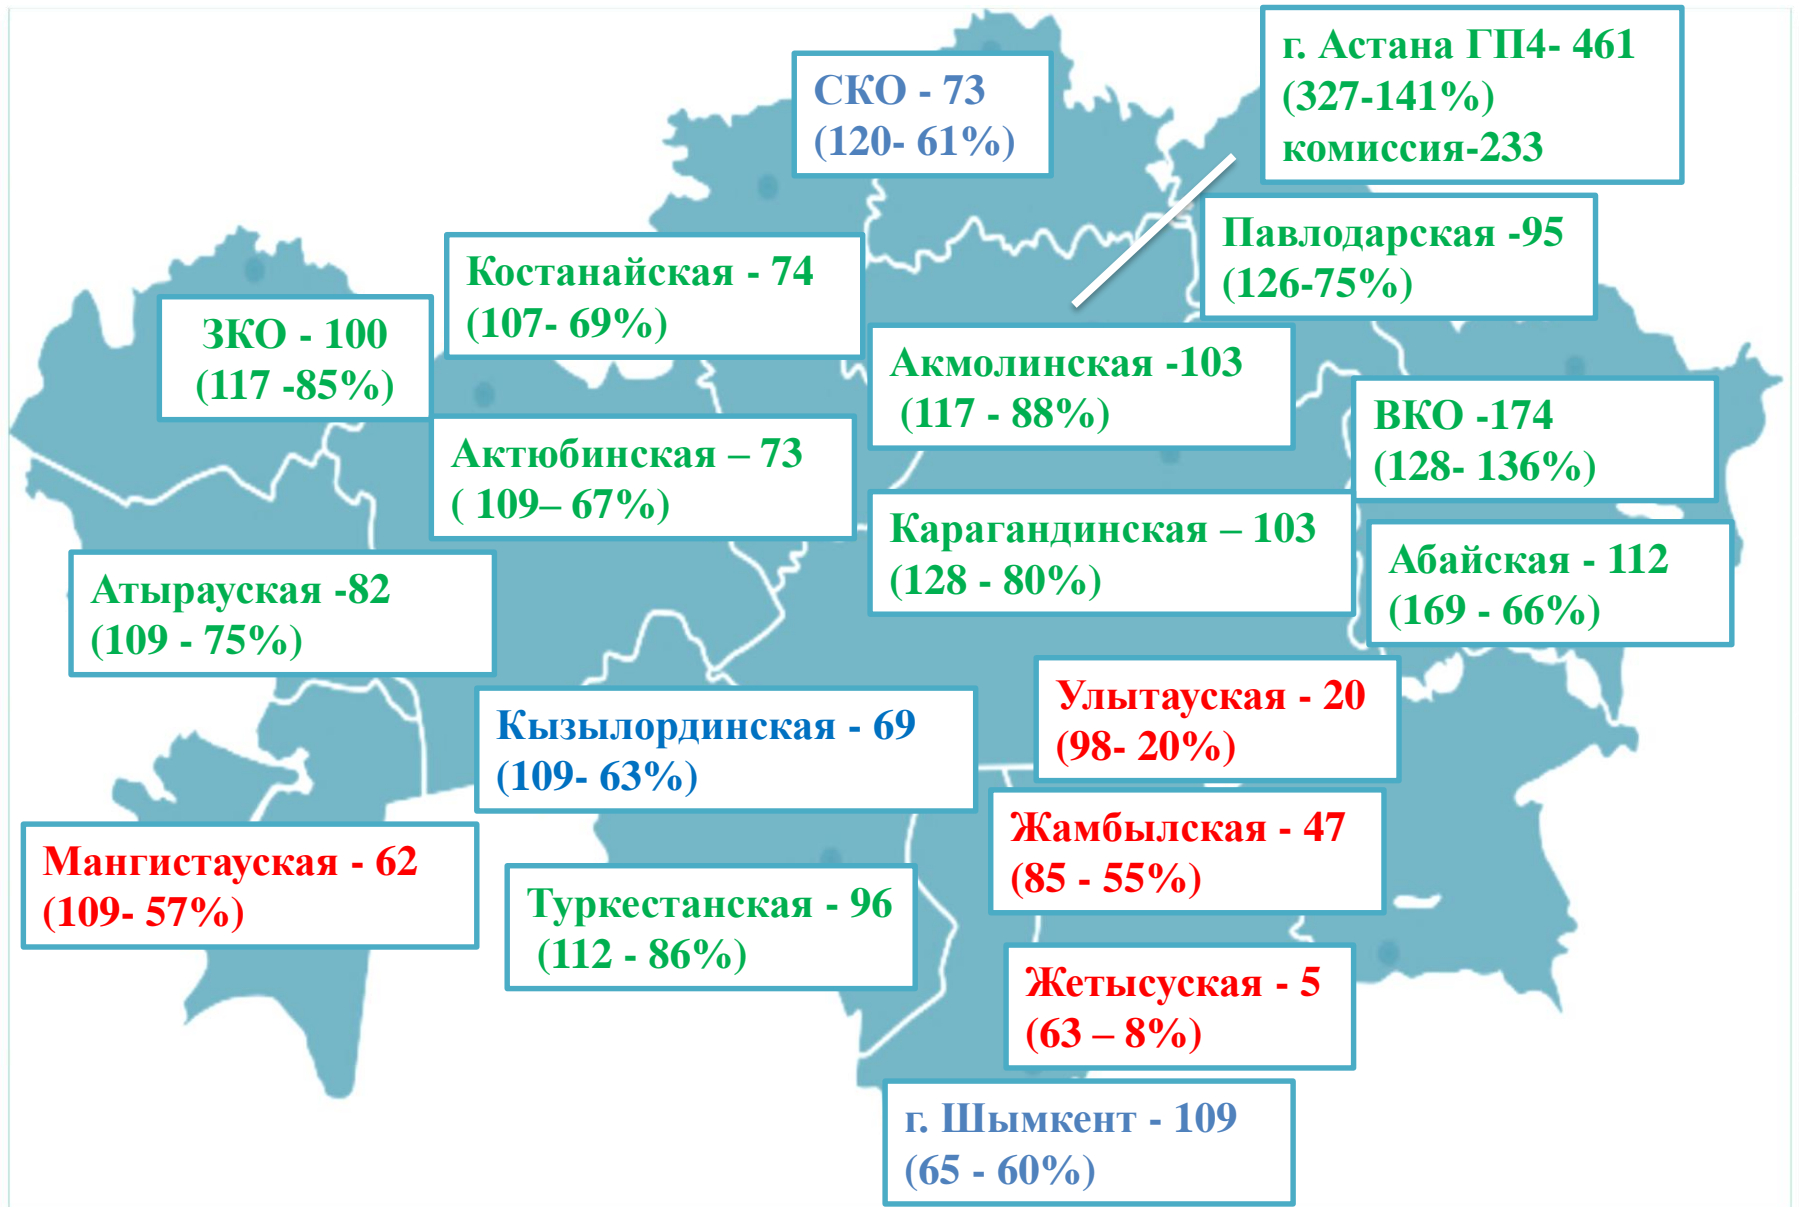 г. Астана ГП4- 461
(327-141%)
комиссия-233
СКО - 73
(120- 61%)
Павлодарская -95
(126-75%)
Костанайская - 74
(107- 69%)
ЗКО - 100
(117 -85%)
Акмолинская -103
(117 - 88%)
ВКО -174
(128- 136%)
Актюбинская – 73
( 109– 67%)
Карагандинская – 103
(128 - 80%)
Абайская - 112
(169 - 66%)
Атырауская -82
(109 - 75%)
Улытауская - 20
(98- 20%)
Кызылординская - 69
(109- 63%)
Жамбылская - 47
(85 - 55%)
Мангистауская - 62
(109- 57%)
Туркестанская - 96
(112 - 86%)
Жетысуская - 5
(63 – 8%)
г. Шымкент - 109
(65 - 60%)